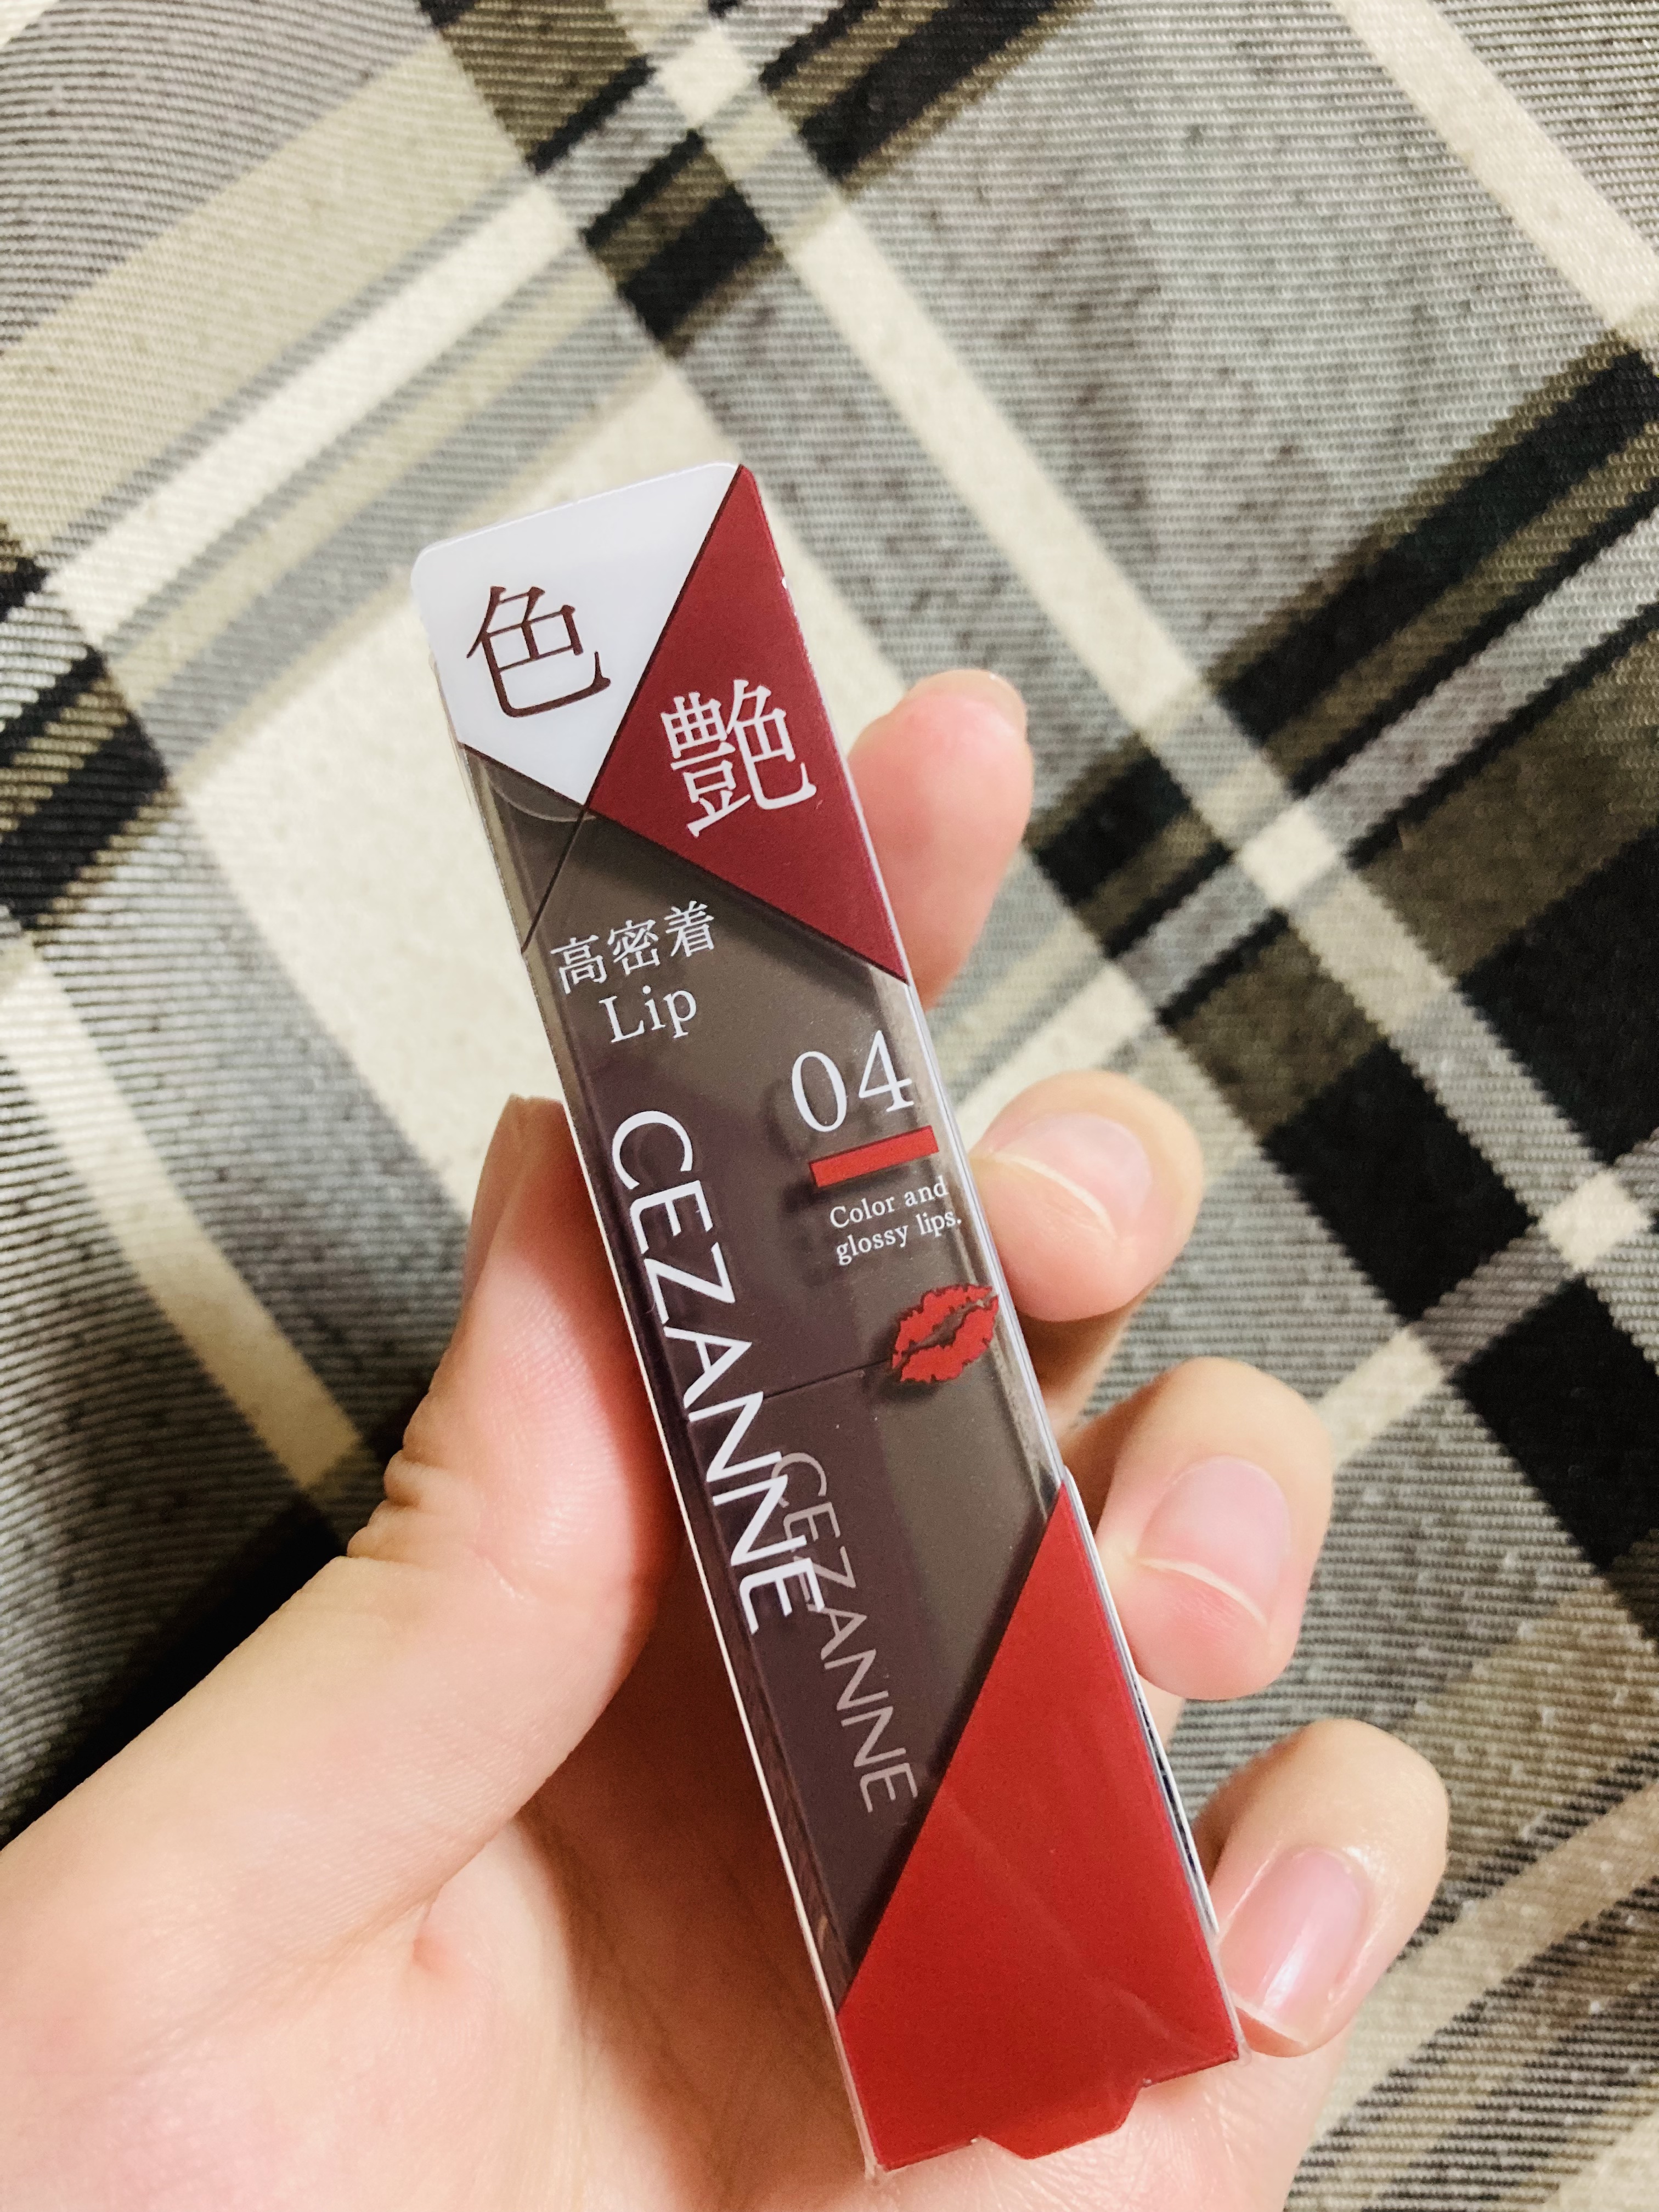 色
艶
高密着
Lip
04
Color and
glossy lips.
CEZANNE
CEZANNE